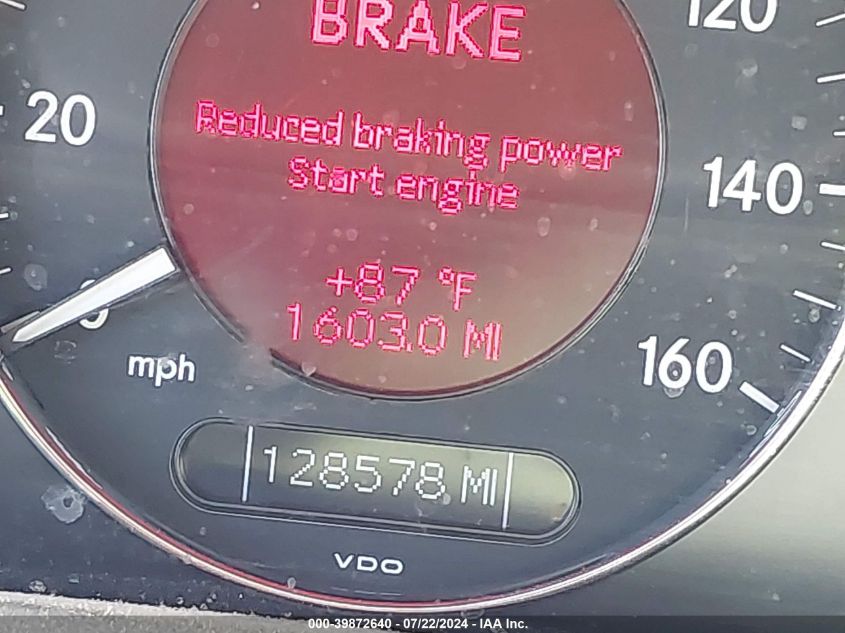 BRAKE
120
20
Reduced braking power
Start engine
140
+87 °F
1603.0 MI
0
mph
160
128578 MI
VDO
000-39872640 - 07/22/2024 - IAA Inc.